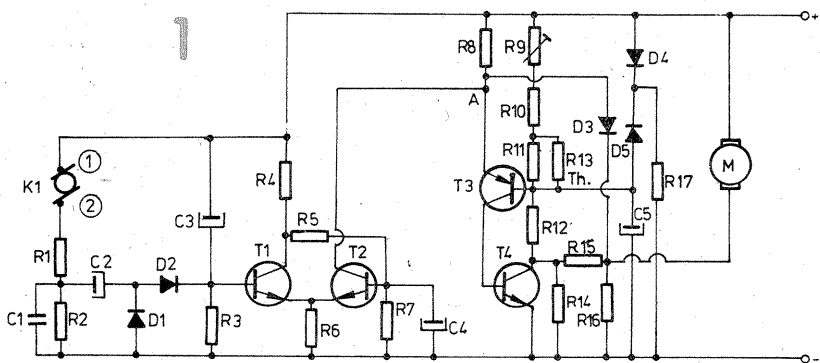 1
+
R8
R9
D4
A
R10
D3
K1
1
2
R4
R11
R13
D5
M
T3
Th.
R17
C3
R5
R12
C5
R1
C2
D2
T1
T2
T4
R15
C1
R2
D1
R3
R6
R7
C4
R14
R16
-